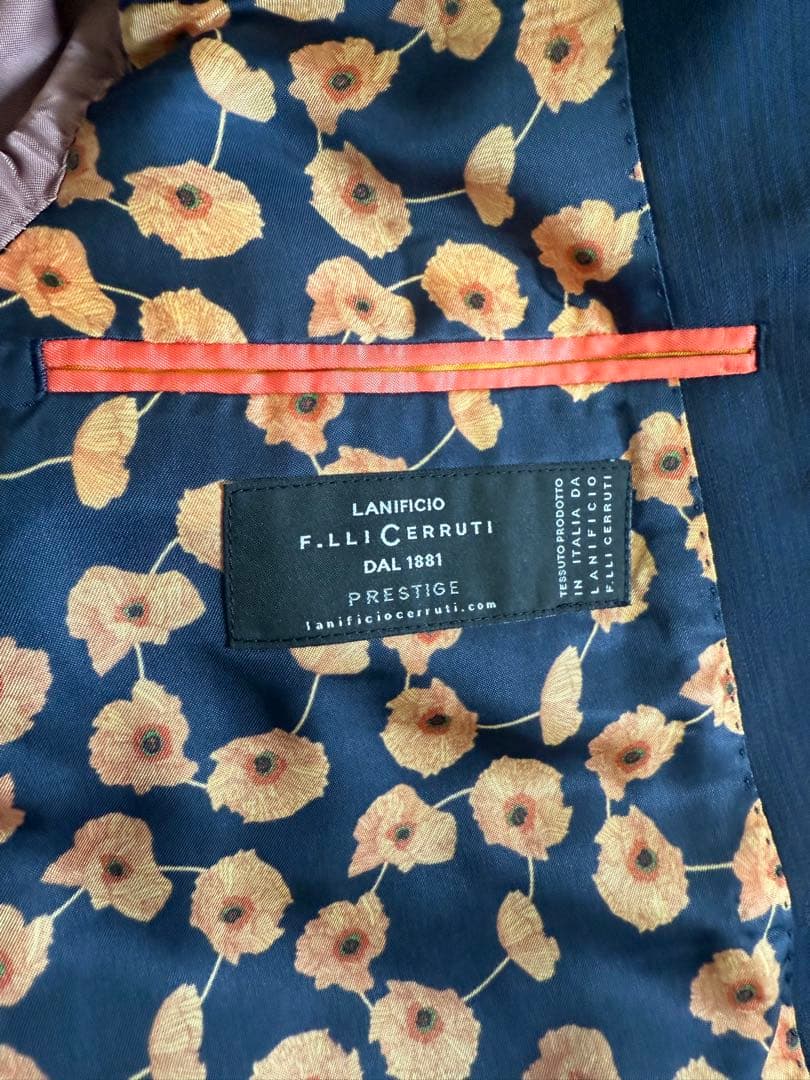 LANIFICIO
F.LLI CERRUTI
DAL 1881
PRESTIGE
lanificiocerruti.com
TESSUTO PRODOTTO
IN ITALIA DA
LANIFICIO
F.LLI CERRUTI